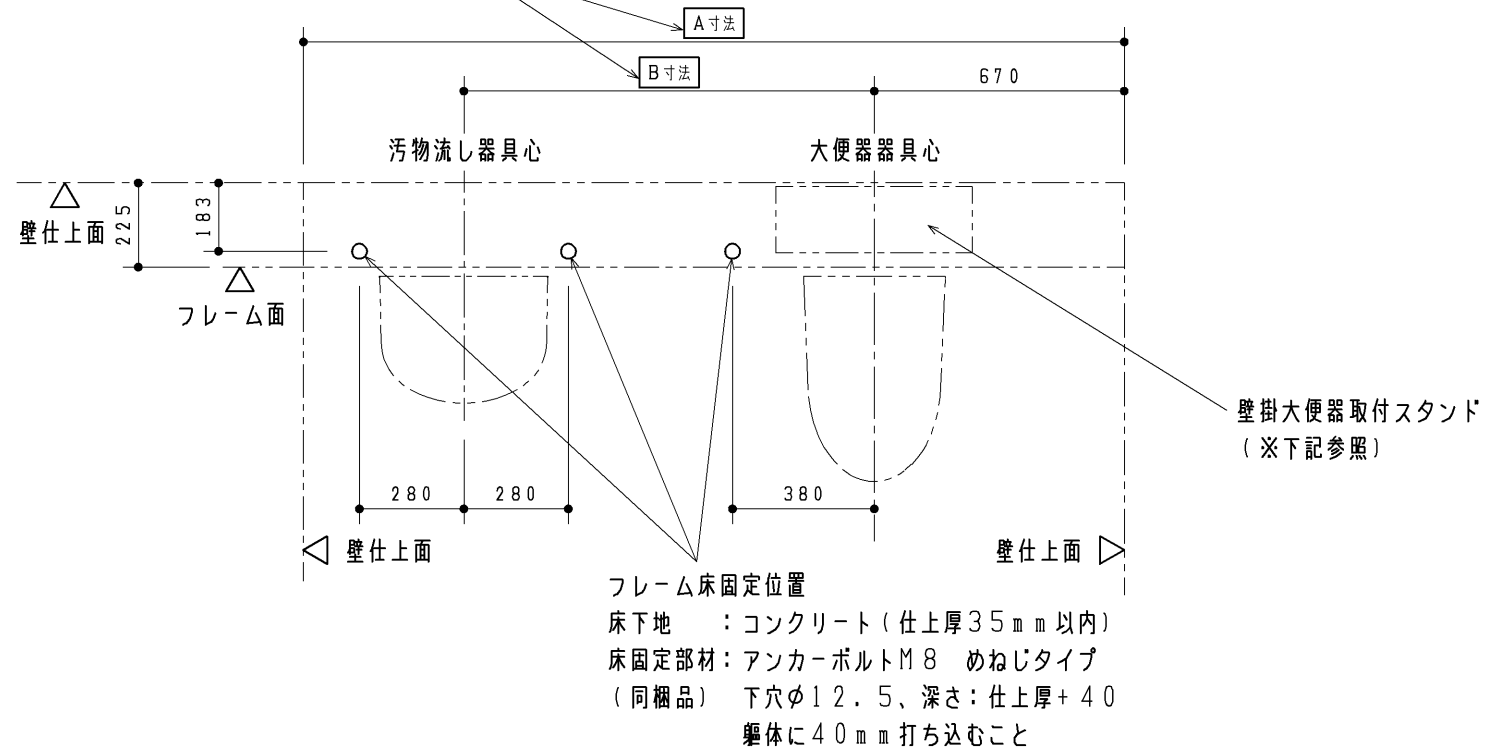 A寸法
B寸法
670
汚物流し器具心
大便器器具心
壁仕上面
225
183
フレーム面
壁掛大便器取付スタンド
(※下記参照)
280
280
380
壁仕上面
壁仕上面
フレーム床固定位置
床下地 :コンクリート(仕上厚35mm以内)
床固定部材:アンカーボルトM8 めねじタイプ
(同梱品) 下穴φ12.5、深さ:仕上厚+40
躯体に40mm打ち込むこと